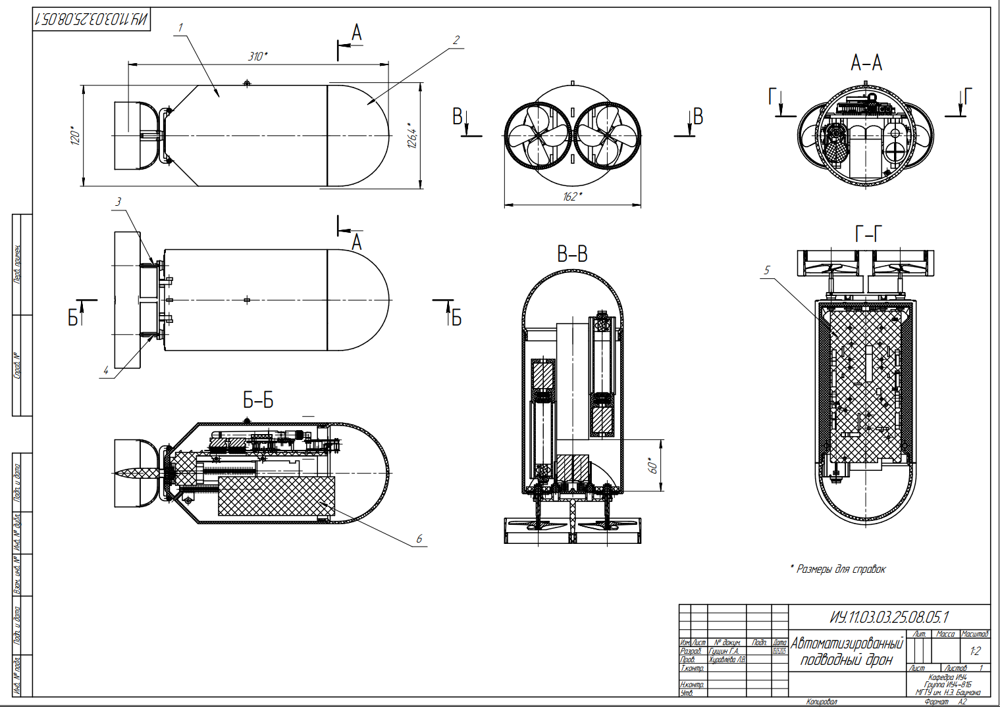 ИУ.11.03.03.25.08.05.1
1
310*
А
2
120*
126,4*
В
В
162*
А-А
Г
Г
3
А
Б
Б
4
В-В
60*
Г-Г
5
Б-Б
6
* Размеры для справок
Перв. примен.
Справ. №
Подп. и дата
Инв. № дубл.
Взам. инв. №
Подп. и дата
Инв. № подл.
ИУ.11.03.03.25.08.05.1
Автоматизированный
подводный дрон
Лит.
Масса
Масштаб
1:2
Лист
Листов 1
Изм.
Лист
№ докум.
Подп.
Дата
Разраб.
Гущин Г.А.
Пров.
Журавлёва Л.В.
Т.контр.
Н.контр.
Утв.
Кафедра ИУ4
Группа ИУ4-81Б
МГТУ им. Н.Э. Баумана
Копировал
Формат А2